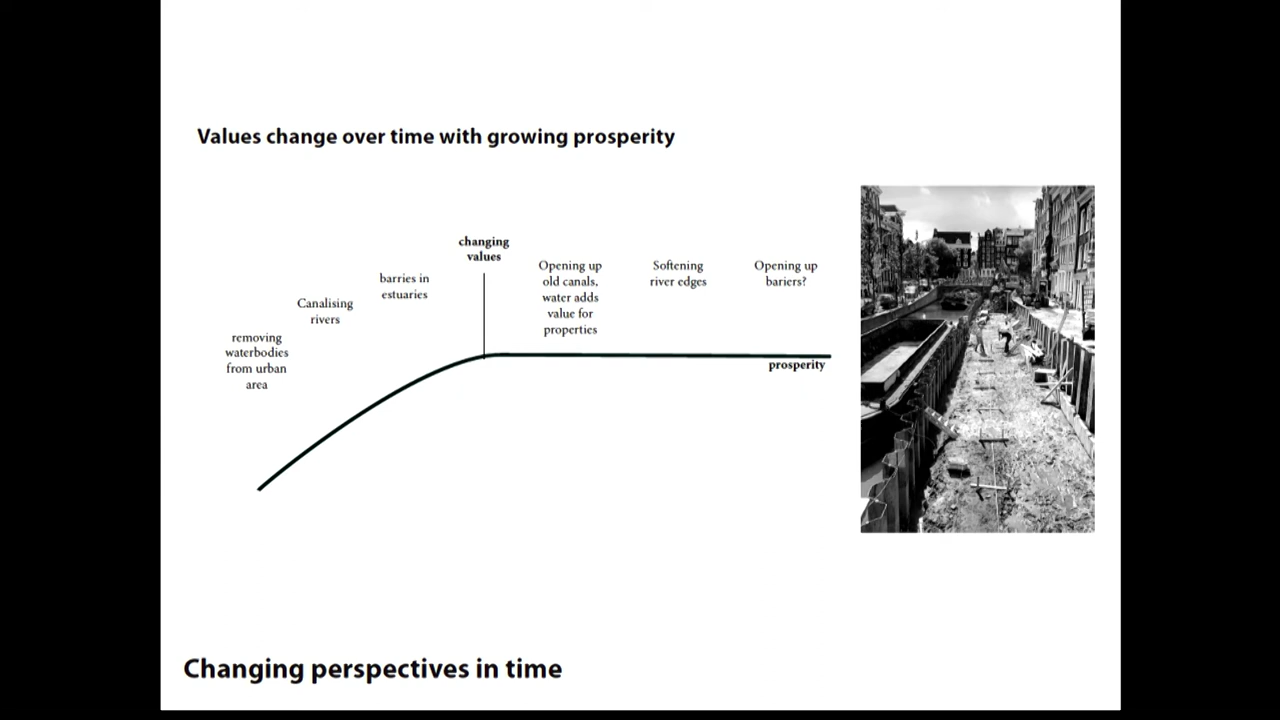 Values change over time with growing prosperity
changing
values
barries in
estuaries
Canalising
rivers
removing
waterbodies
from urban
area
Opening up
old canals,
water adds
value for
properties
Softening
river edges
Opening up
bariers?
prosperity
Changing perspectives in time